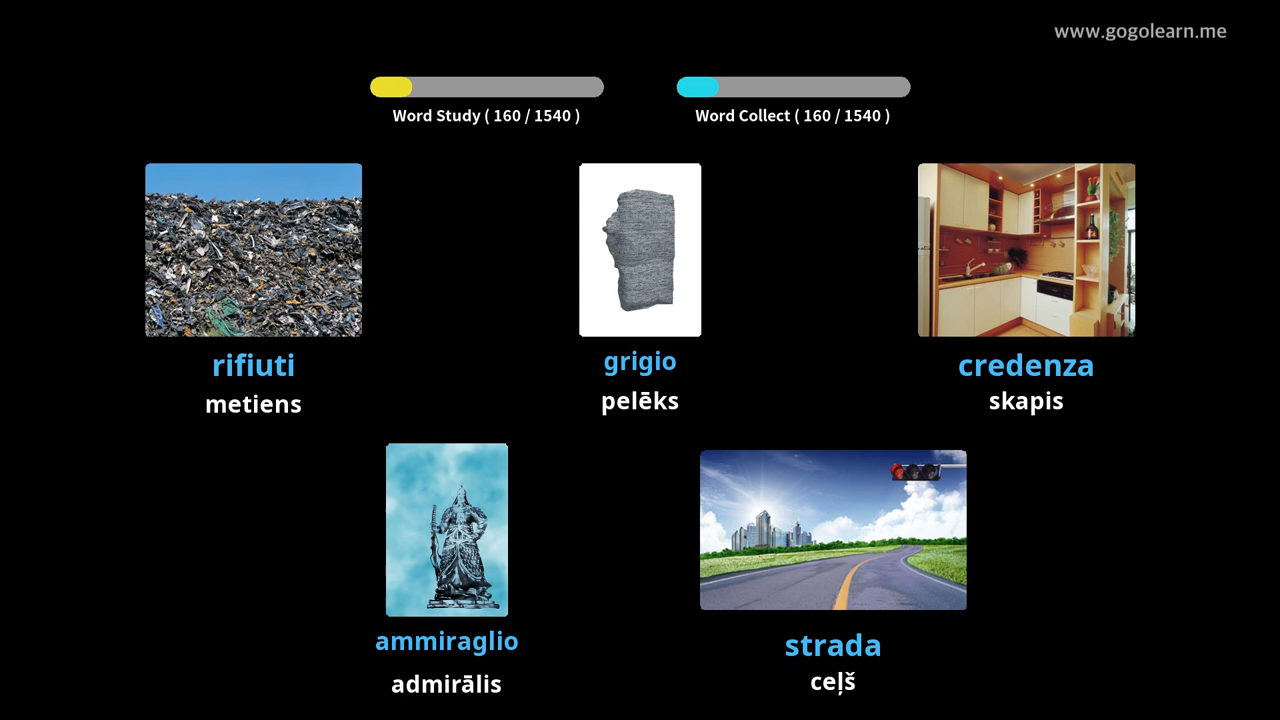 www.gogolearn.me
Word Study ( 160 / 1540 )
Word Collect ( 160 / 1540 )
rifiuti
metiens
grigio
pelēks
credenza
skapis
ammiraglio
admirālis
strada
ceļš